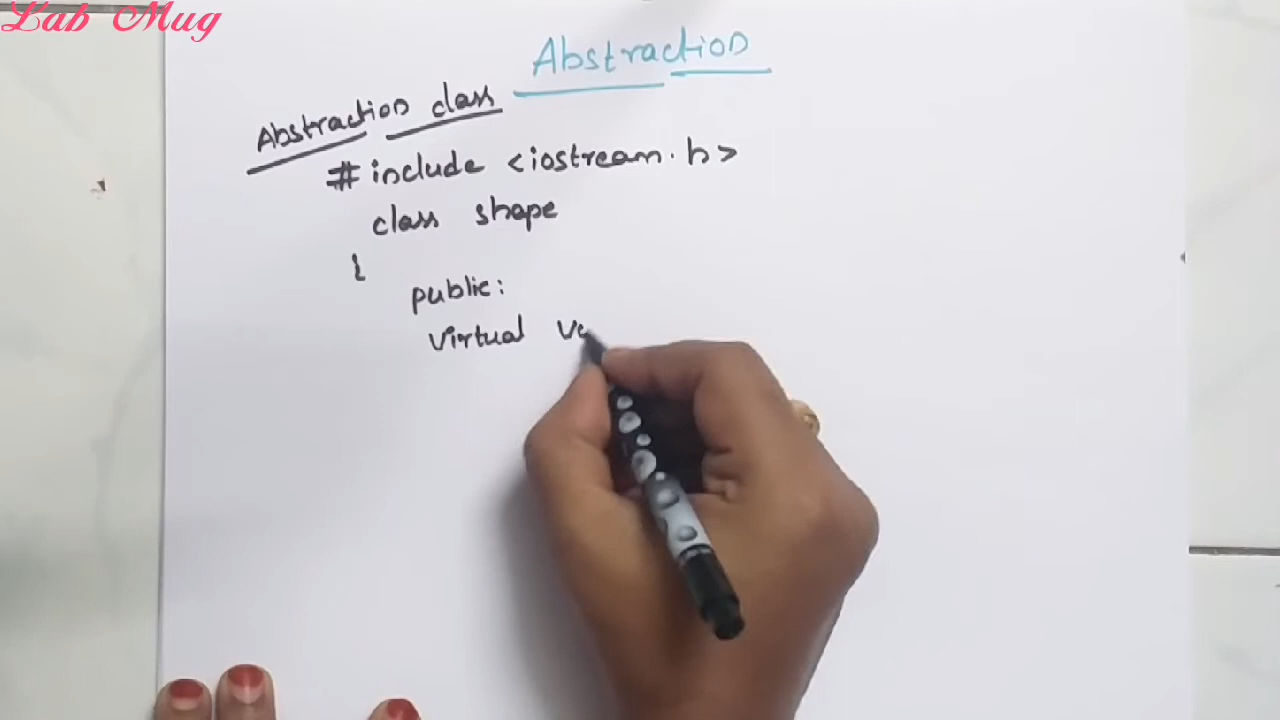 Lab Mug
Abstraction
Abstraction class
# include <iostream.h>
class shape
{
public:
virtual